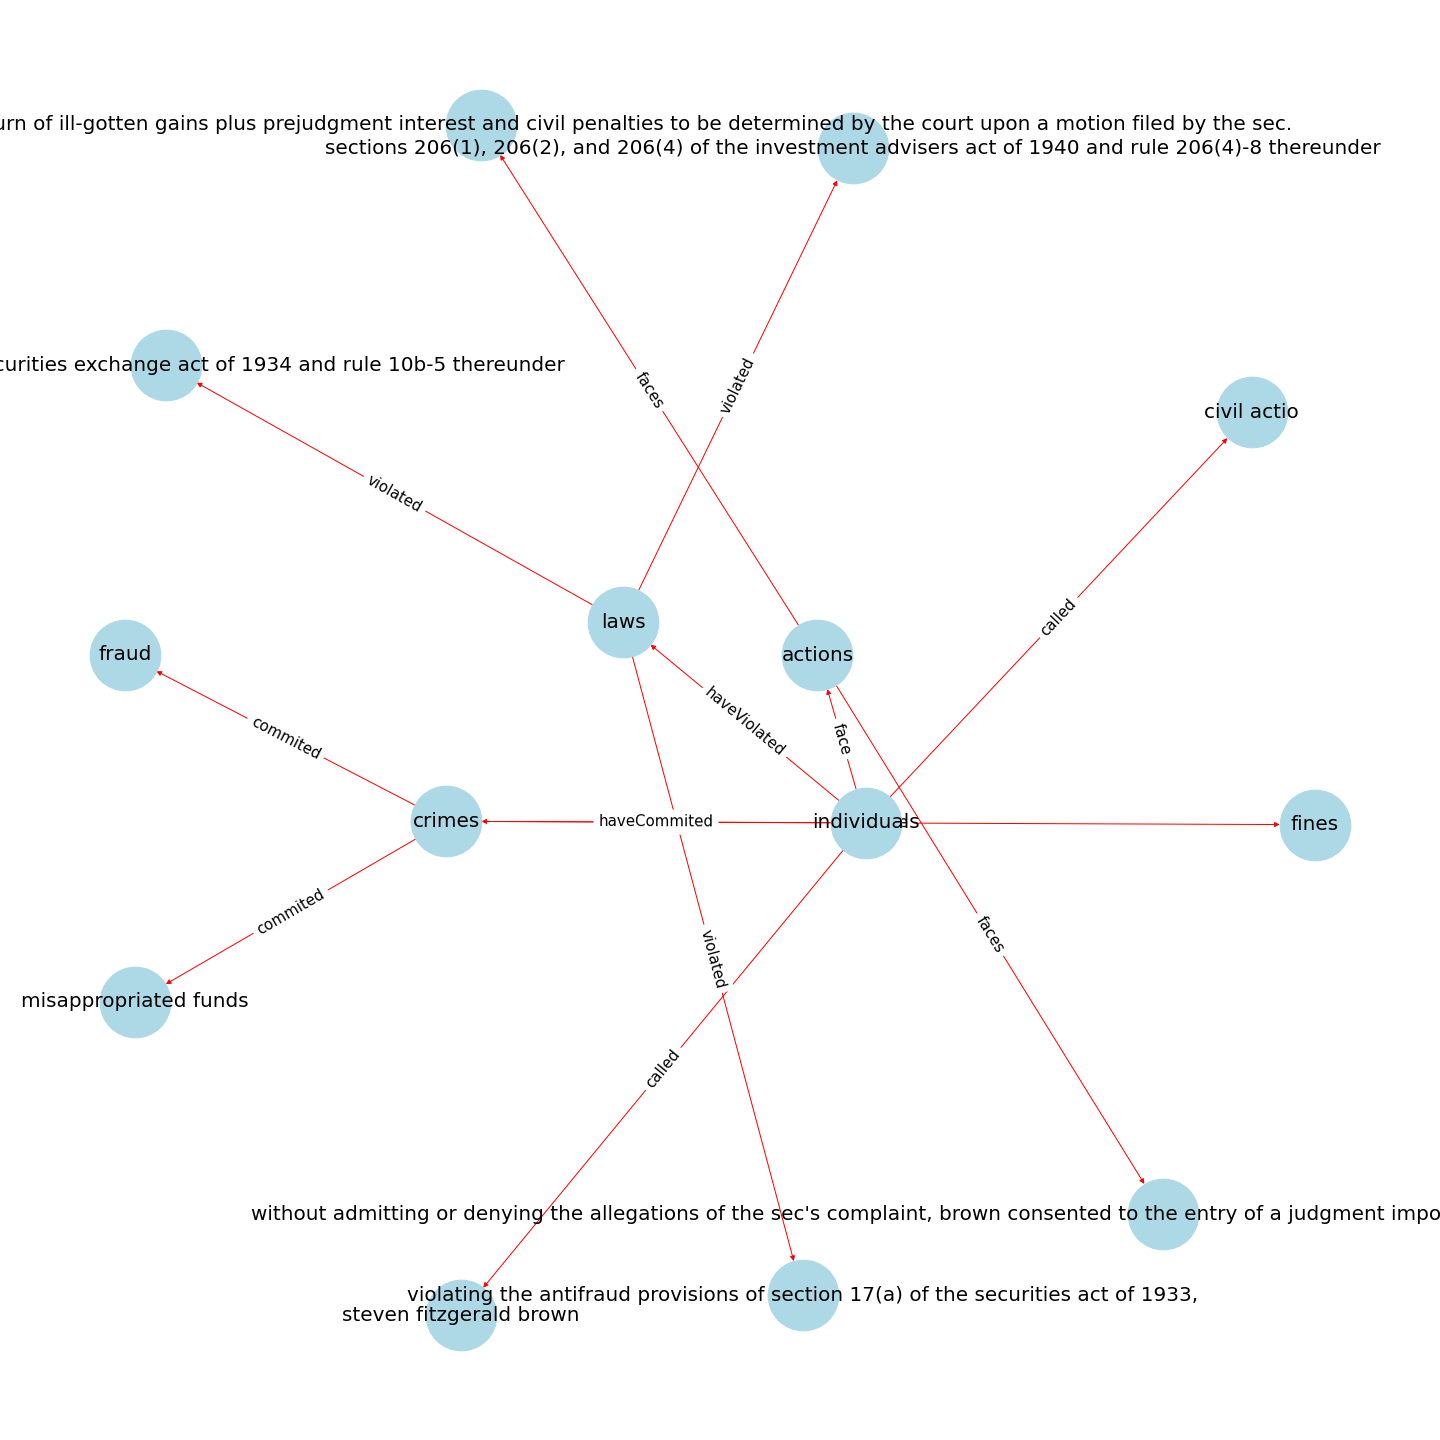 of ill-gotten gains plus prejudgment interest and civil penalties to be determined by the court upon a motion filed by the sec.
sections 206(1), 206(2), and 206(4) of the investment advisers act of 1940 and rule 206(4)-8 thereunder
exchange act of 1934 and rule 10b-5 thereunder
faces
violated
civil actio
violated
called
laws
fraud
actions
haveViolated
face
commited
crimes
haveCommited
individuals
fines
commited
faces
violated
misappropriated funds
called
without admitting or denying the allegations of the sec's complaint, brown consented to the entry of a judgment
violating the antifraud provisions of section 17(a) of the securities act of 1933,
steven fitzgerald brown